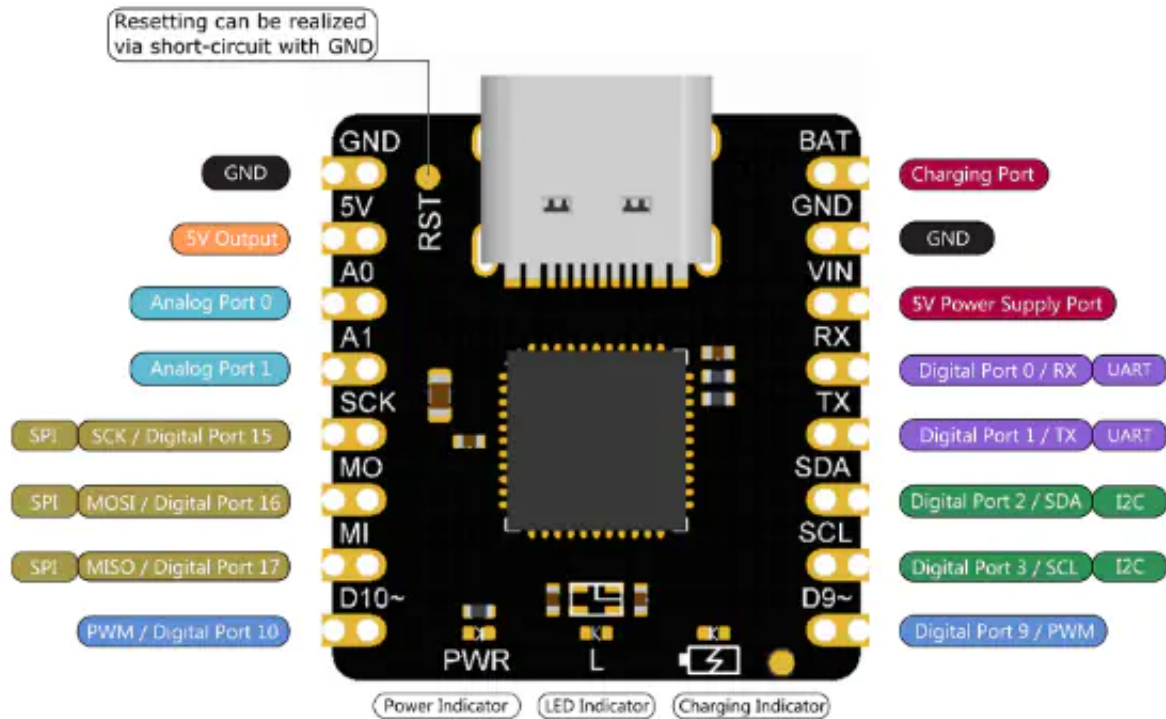 Resetting can be realized
via short-circuit with GND
GND
BAT
GND
Charging Port
5V
RST
GND
5V Output
GND
A0
VIN
Analog Port 0
5V Power Supply Port
A1
RX
Analog Port 1
Digital Port 0 / RX UART
SCK
TX
SPI SCK / Digital Port 15
Digital Port 1 / TX UART
MO
SDA
SPI MOSI / Digital Port 16
Digital Port 2 / SDA I2C
MI
SCL
SPI MISO / Digital Port 17
Digital Port 3 / SCL I2C
D10~
D9~
PWM / Digital Port 10
Digital Port 9 / PWM
PWR
L
Power Indicator
LED Indicator
Charging Indicator